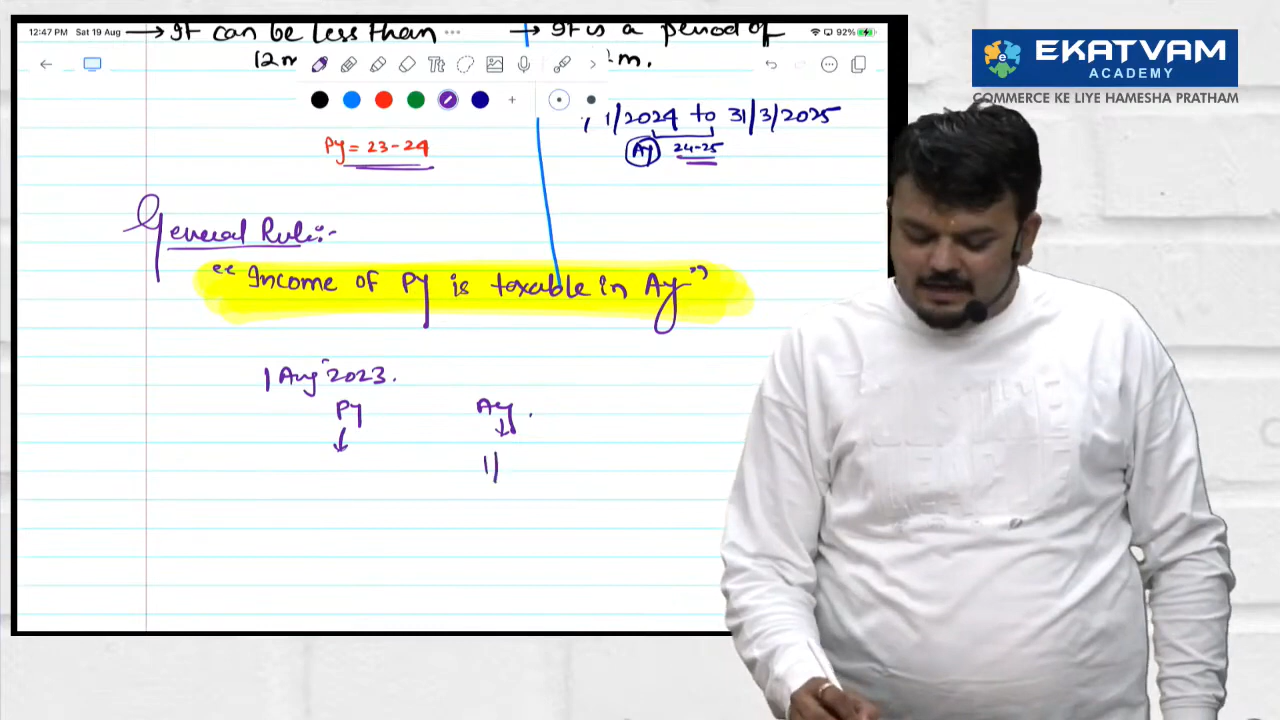 12:47 PM Sat 19 Aug → It can be less than ... → It is a period of 92%
12m m.
EKATVAM
ACADEMY
COMMERCE KE LIYE HAMESHA PRATHAM
1/2024 to 31/3/2025
Py = 23-24
Ay 24-25
General Rule:-
"Income of Py is taxable in Ay"
1 Aug 2023.
Py Ay.
↓ ↓
1/